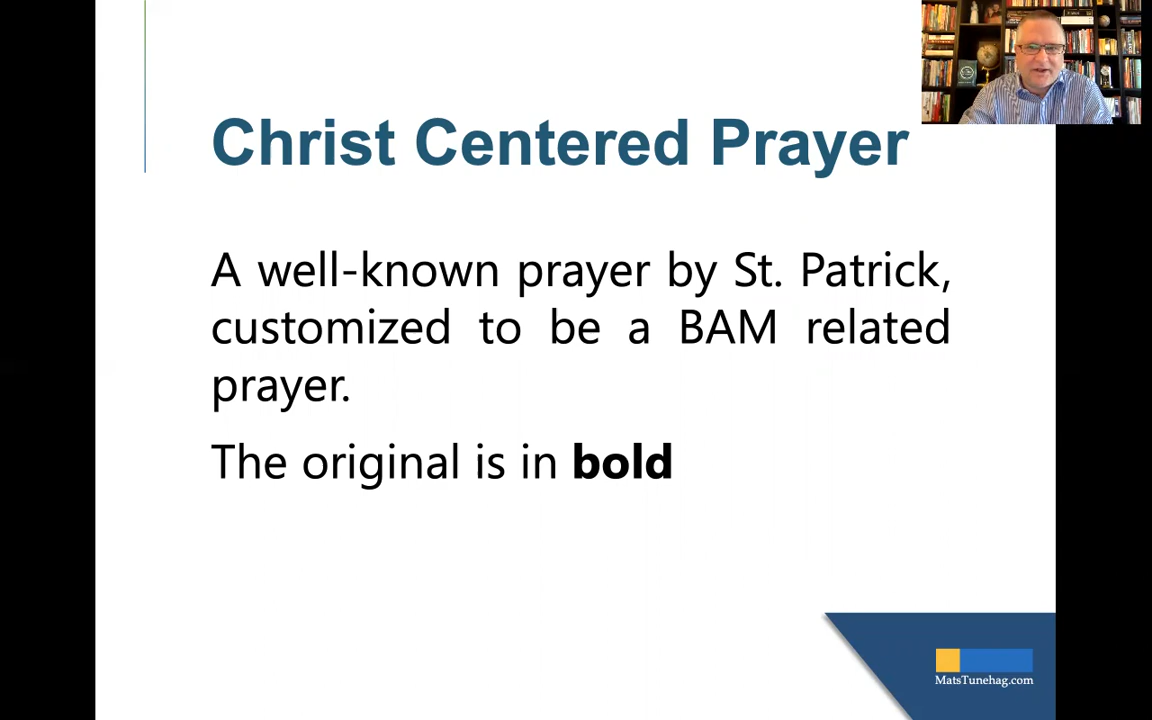 Christ Centered Prayer
A well-known prayer by St. Patrick,
customized to be a BAM related
prayer.
The original is in bold
MatsTunehag.com